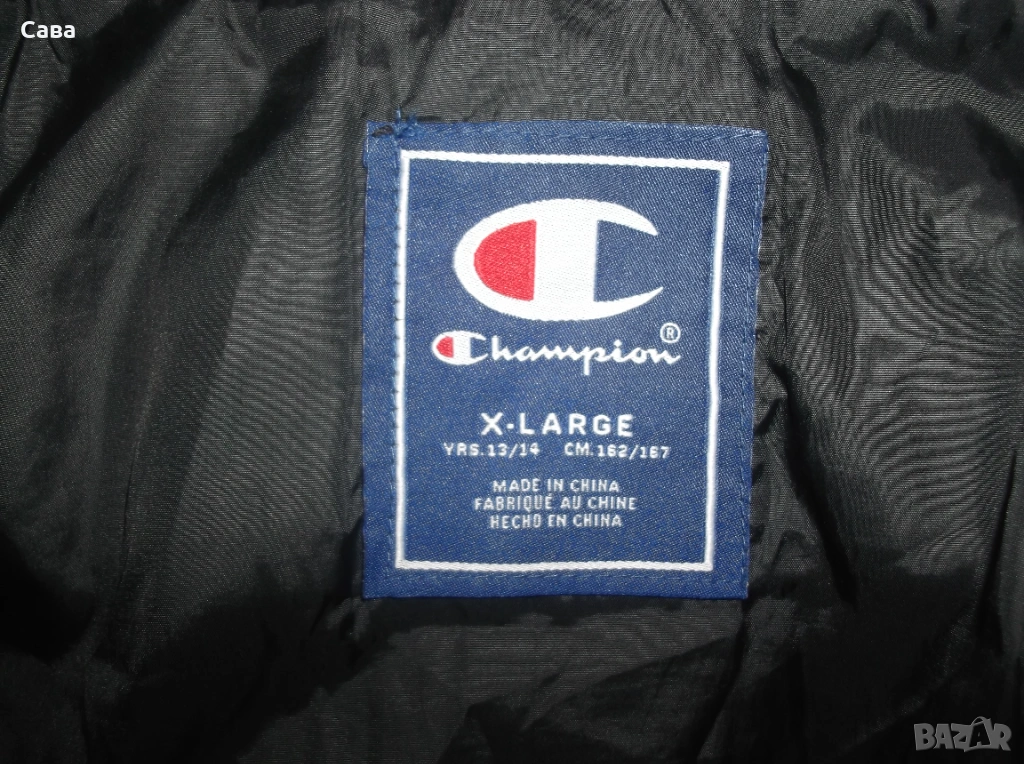 Сава
Champion®
X-LARGE
YRS.13/14 CM.162/167
MADE IN CHINA
FABRIQUÉ AU CHINE
HECHO EN CHINA
BAZAR